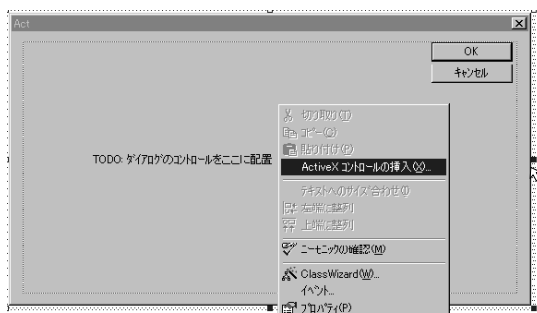 Act
OK
ｷｬﾝｾﾙ
TODO: ﾀﾞｲｱﾛｸﾞのｺﾝﾄﾛｰﾙをここに配置
切り取り(T)
ｺﾋﾟｰ(C)
貼り付け(P)
ActiveX ｺﾝﾄﾛｰﾙの挿入(X)...
ﾃｷｽﾄへのｻｲｽﾞ合わせ(I)
左端に整列
上端に整列
ﾆｰﾓﾆｯｸの確認(M)
ClassWizard(W)...
ｲﾍﾞﾝﾄ...
ﾌﾟﾛﾊﾟﾃｨ(P)